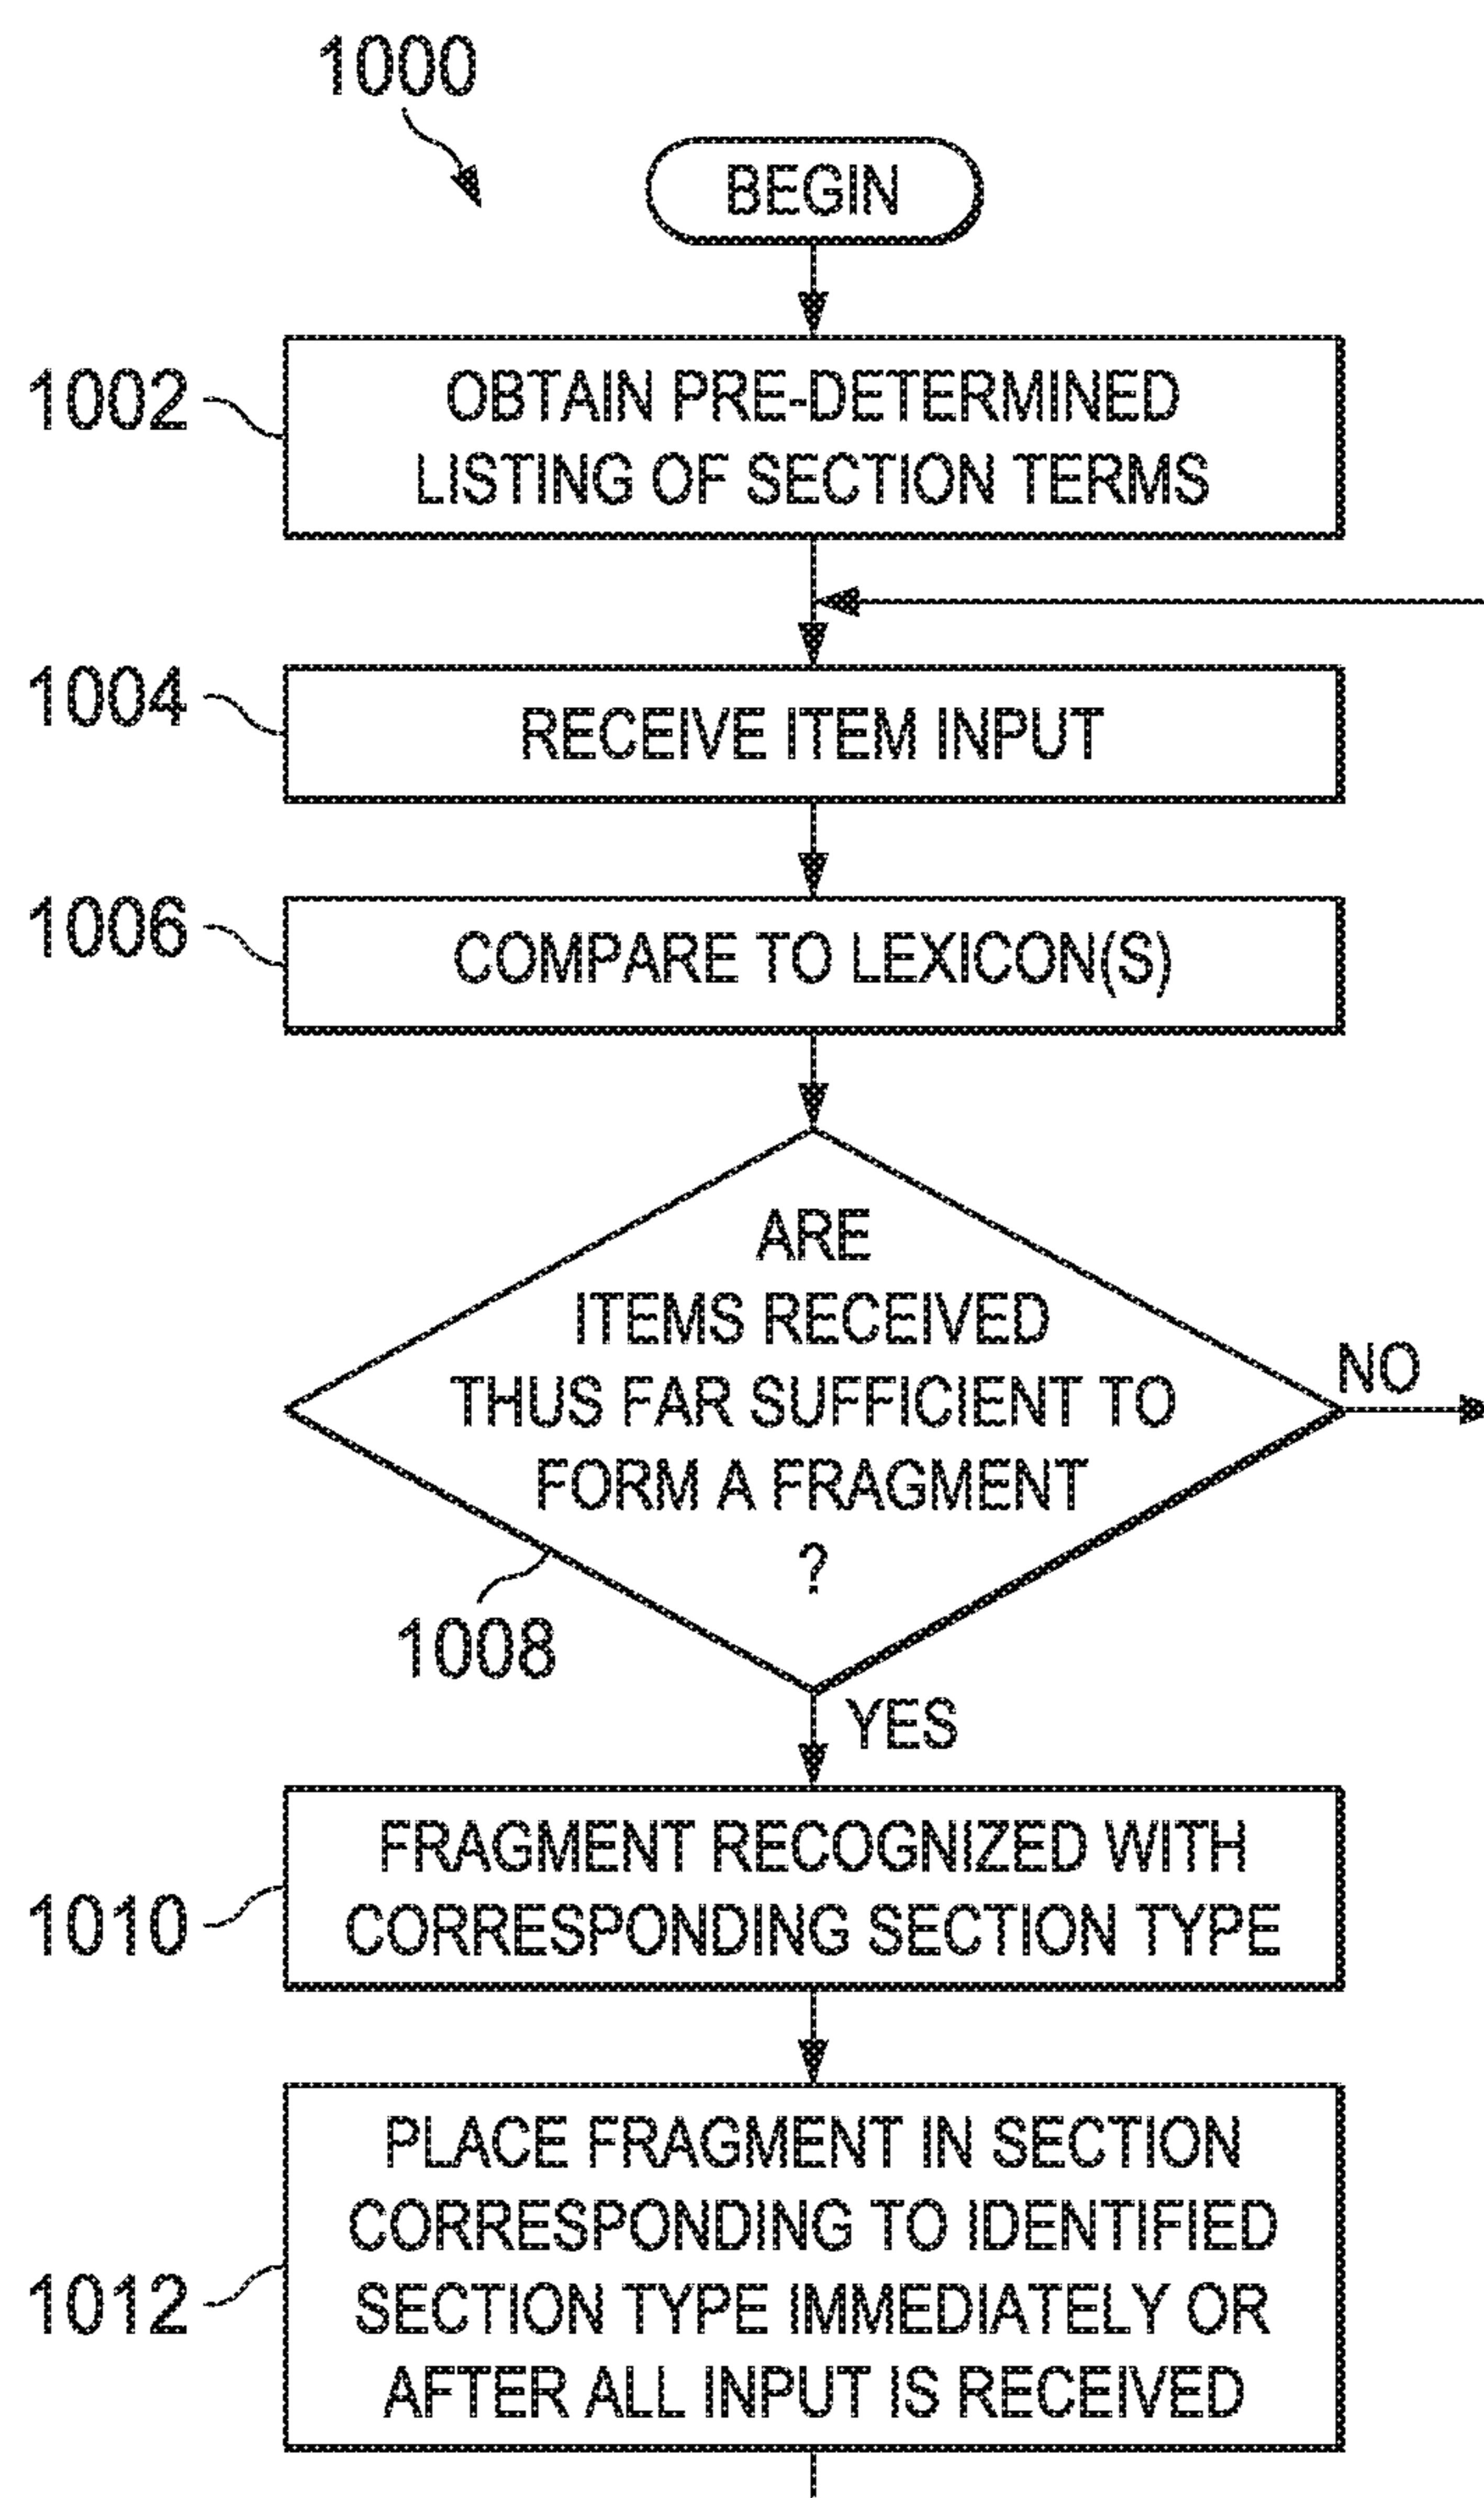 1000
BEGIN
1002
OBTAIN PRE-DETERMINED
LISTING OF SECTION TERMS
1004
RECEIVE ITEM INPUT
1006
COMPARE TO LEXICON(S)
ARE
ITEMS RECEIVED
THUS FAR SUFFICIENT TO
FORM A FRAGMENT
?
NO
1008
YES
1010
FRAGMENT RECOGNIZED WITH
CORRESPONDING SECTION TYPE
1012
PLACE FRAGMENT IN SECTION
CORRESPONDING TO IDENTIFIED
SECTION TYPE IMMEDIATELY OR
AFTER ALL INPUT IS RECEIVED